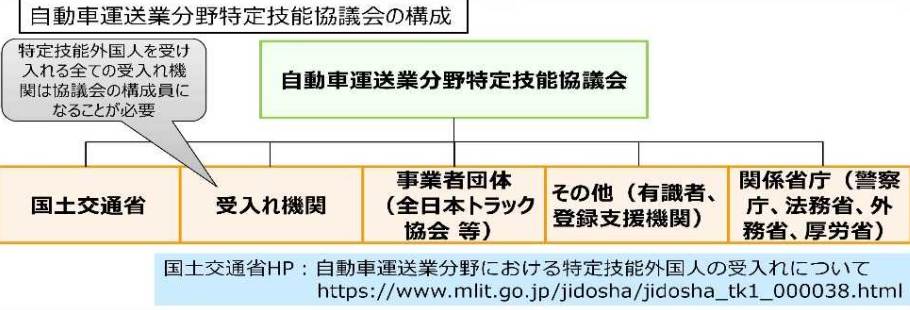 自動車運送業分野特定技能協議会の構成
特定技能外国人を受け
入れる全ての受入れ機
関は協議会の構成員に
なることが必要
自動車運送業分野特定技能協議会
国土交通省
受入れ機関
事業者団体
（全日本トラック
協会 等）
その他（有識者、
登録支援機関）
関係省庁（警察
庁、法務省、外
務省、厚労省）
国土交通省HP：自動車運送業分野における特定技能外国人の受入れについて
https://www.mlit.go.jp/jidosha/jidosha_tk1_000038.html